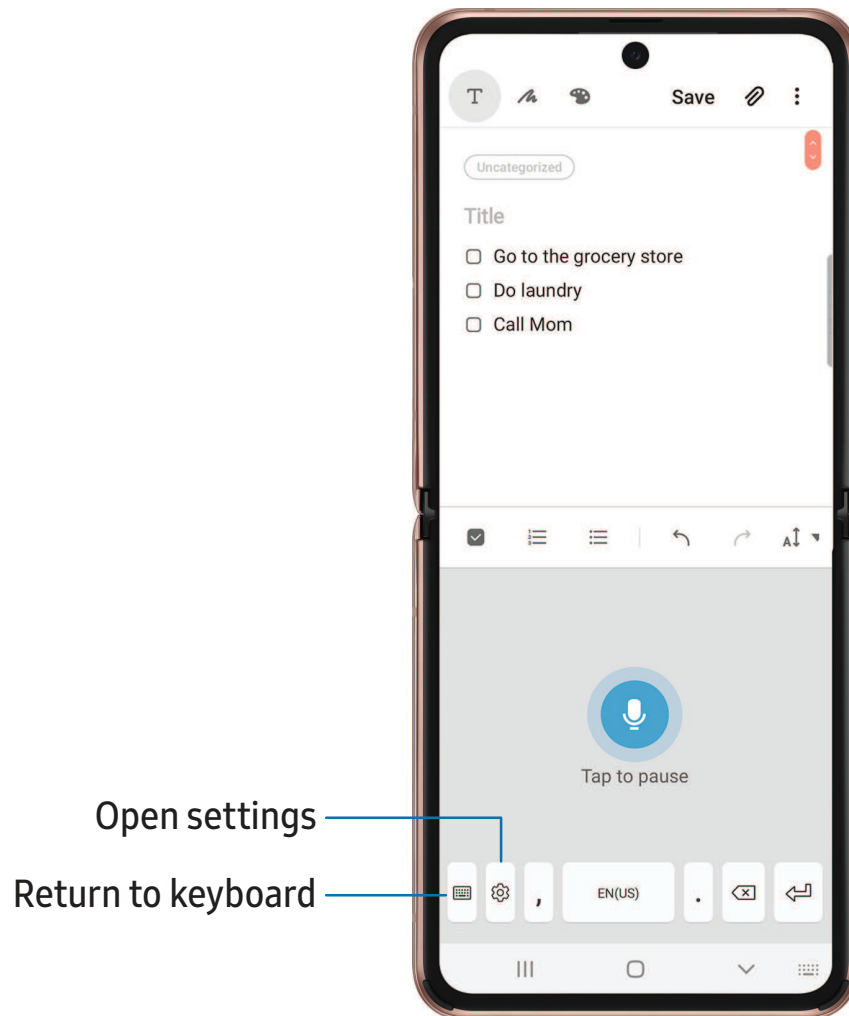 T
Save
Uncategorized
Title
Go to the grocery store
Do laundry
Call Mom
A
Tap to pause
Open settings
Return to keyboard
, EN(US) .